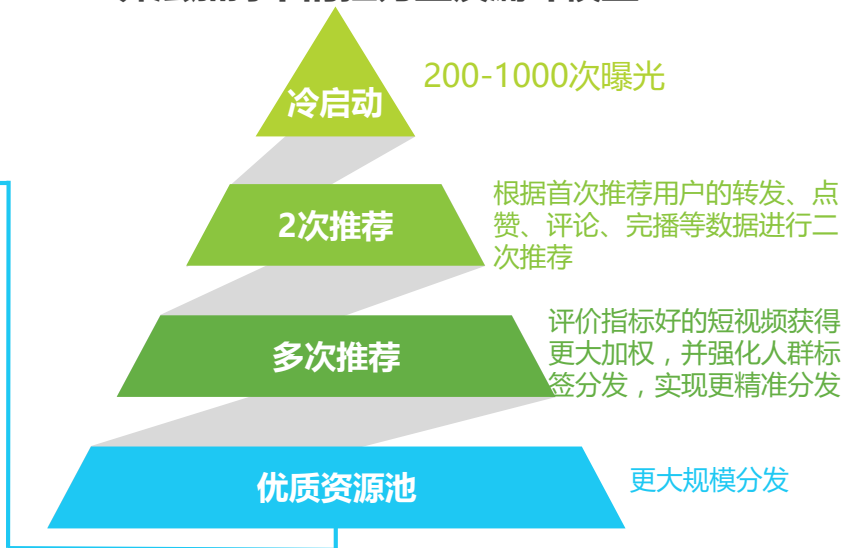 冷启动
200-1000次曝光
2次推荐
根据首次推荐用户的转发、点
赞、评论、完播等数据进行二
次推荐
多次推荐
评价指标好的短视频获得
更大加权，并强化人群标
签分发，实现更精准分发
优质资源池
更大规模分发